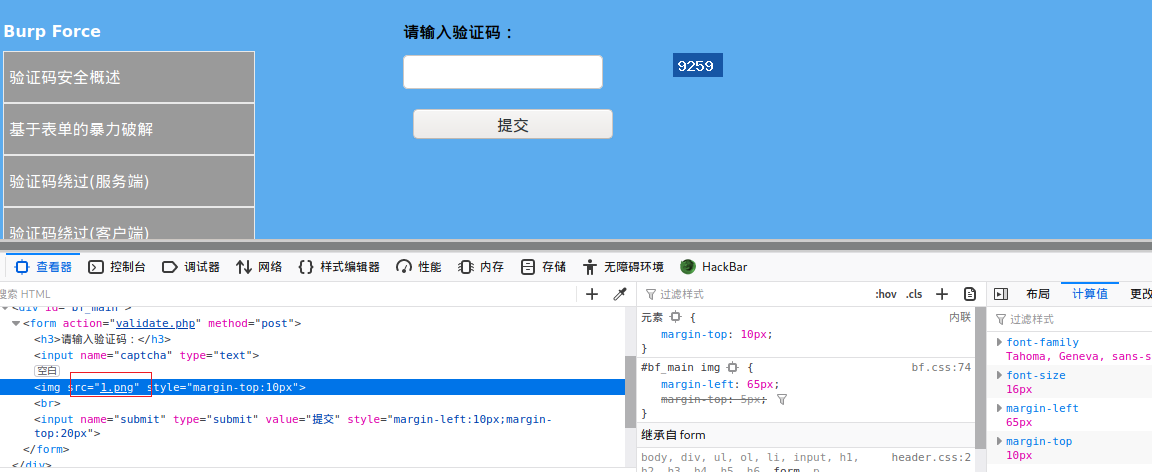 Burp Force
验证码安全概述
基于表单的暴力破解
验证码绕过(服务端)
验证码绕过(客户端)
请输入验证码：
9259
提交
查看器 控制台 调试器 网络 样式编辑器 性能 内存 存储 无障碍环境 HackBar
搜索 HTML
<div id="bf_main">
<form action="validate.php" method="post">
<h3>请输入验证码：</h3>
<input name="captcha" type="text">
空白
<img src="1.png" style="margin-top:10px">
<br>
<input name="submit" type="submit" value="提交" style="margin-left:10px;margin-
top:20px">
</form>
</div>
过滤样式 :hov .cls
元素 { 内联
margin-top: 10px;
}
#bf_main img { bf.css:74
margin-left: 65px;
margin-top: 5px;
}
继承自 form
body, div, ul, ol, li, input, h1, header.css:2
h2, h3, h4, h5, h6, form, p
布局 计算值 更改
过滤样式
font-family
Tahoma, Geneva, sans-s
font-size
16px
margin-left
65px
margin-top
10px